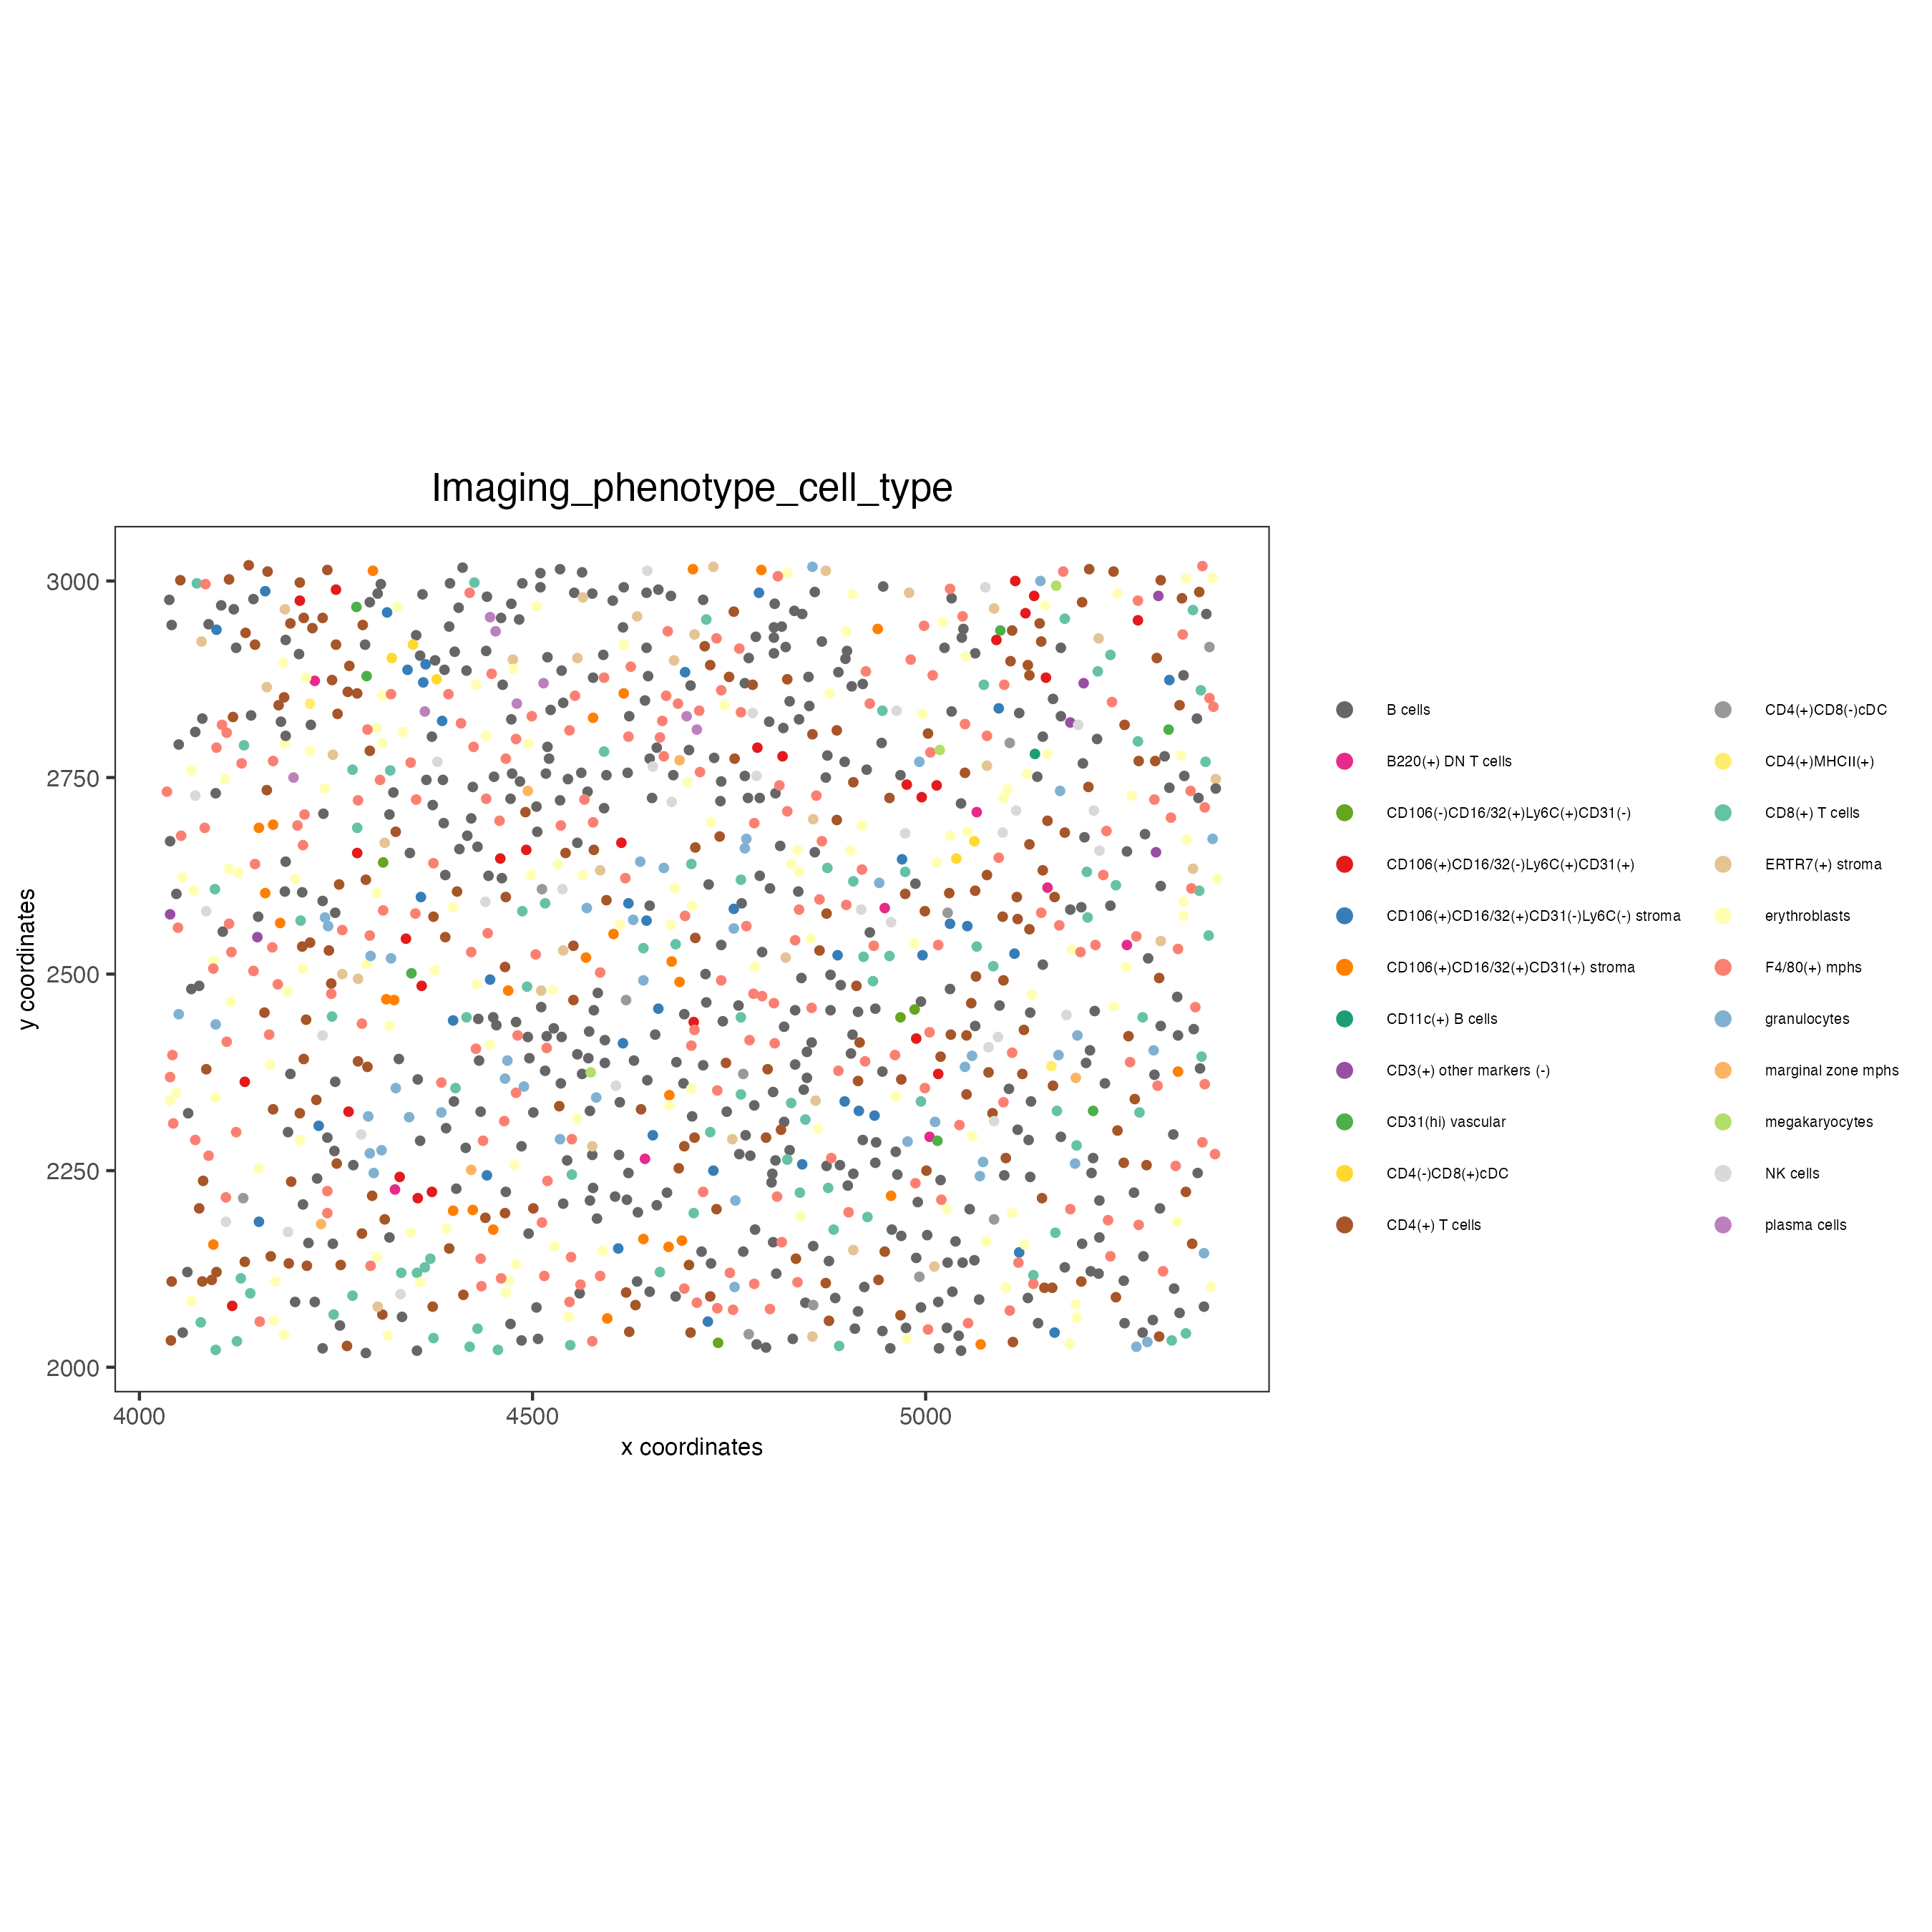 Imaging_phenotype_cell_type
3000
2750
2500
2250
2000
y coordinates
4000
4500
5000
x coordinates
B cells
B220(+) DN T cells
CD106(-)CD16/32(+)Ly6C(+)CD31(-)
CD106(+)CD16/32(-)Ly6C(+)CD31(+)
CD106(+)CD16/32(+)CD31(-)Ly6C(-) stroma
CD106(+)CD16/32(+)CD31(+) stroma
CD11c(+) B cells
CD3(+) other markers (-)
CD31(hi) vascular
CD4(-)CD8(+)cDC
CD4(+) T cells
CD4(+)CD8(-)cDC
CD4(+)MHCII(+)
CD8(+) T cells
ERTR7(+) stroma
erythroblasts
F4/80(+) mphs
granulocytes
marginal zone mphs
megakaryocytes
NK cells
plasma cells